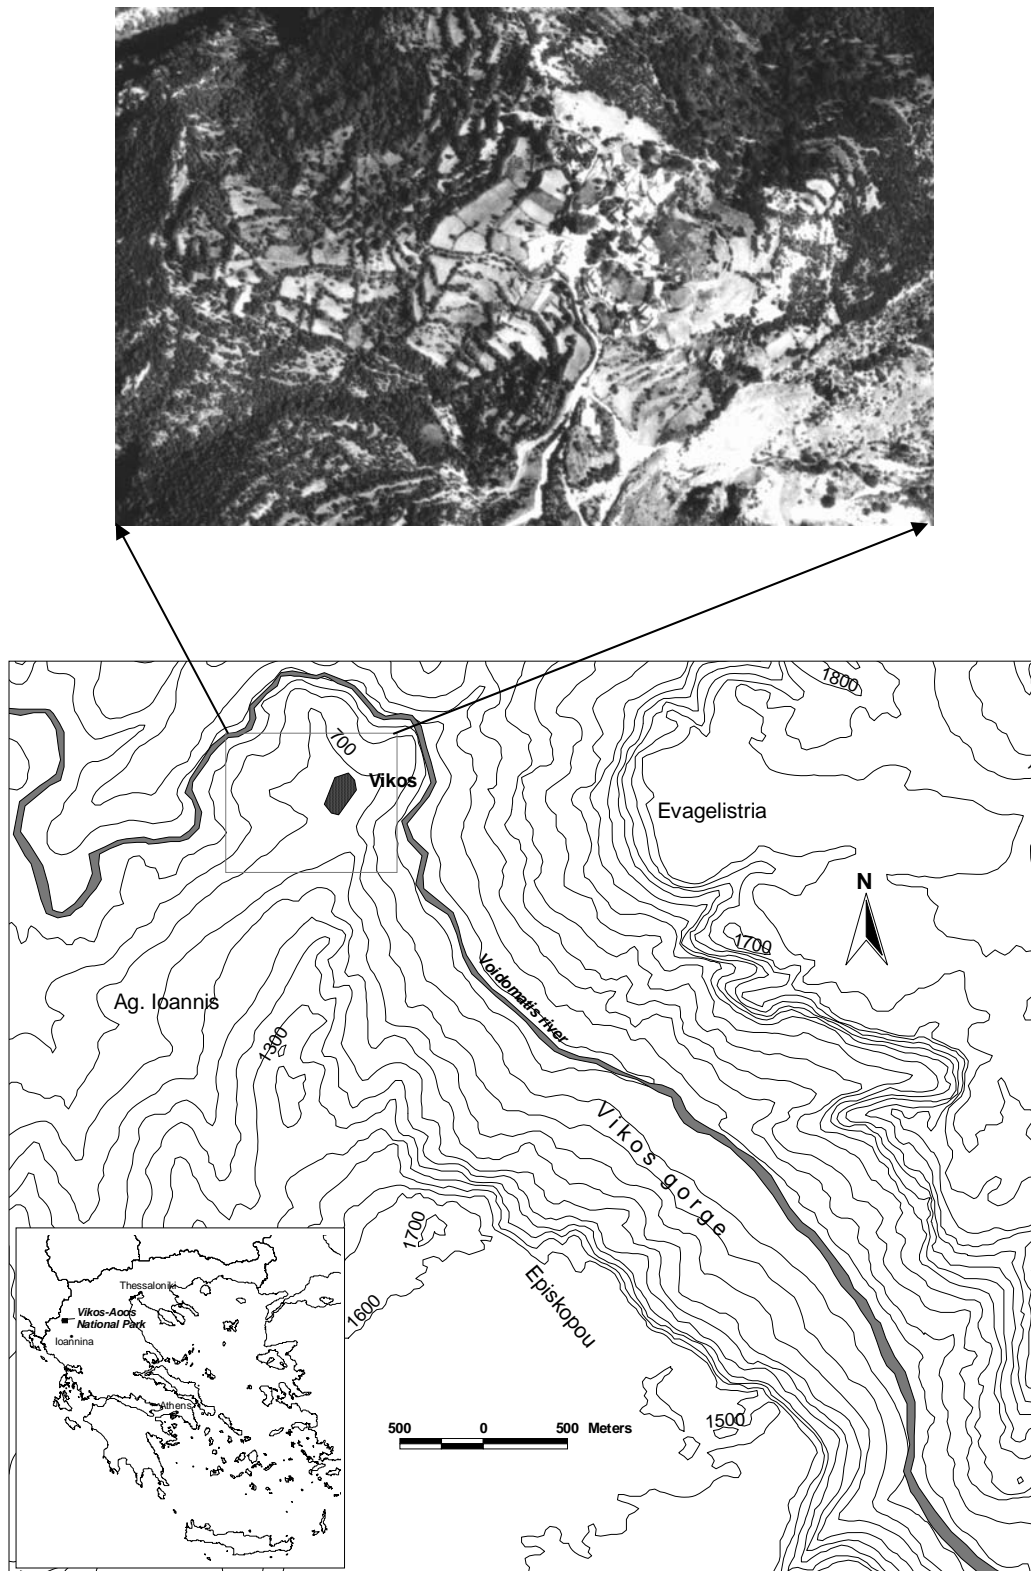 1800
700
Vikos
Evagelistria
N
1700
Voidomatis river
Ag. Ioannis
1300
Vikos gorge
1700
Episkopou
1600
Thessaloniki
Vikos-Aoos
National Park
Ioannina
Athens
1500
500 0 500 Meters